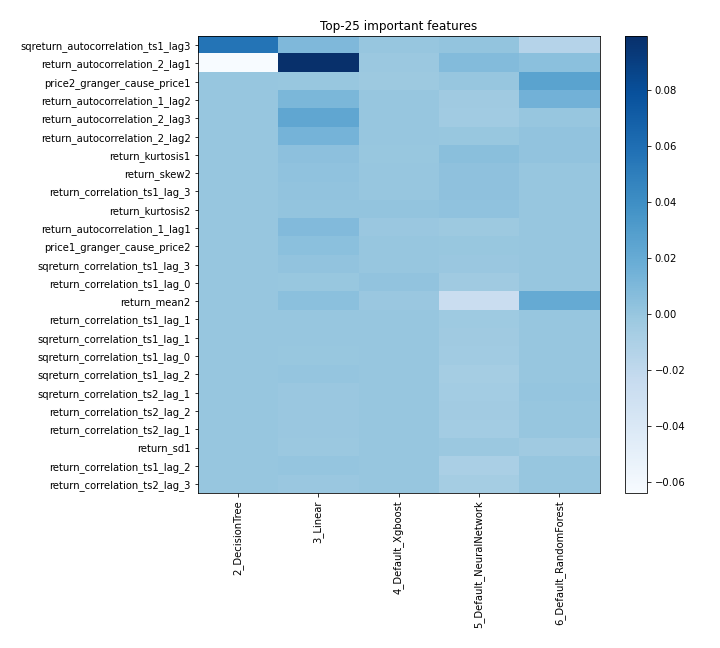 Top-25 important features
sqreturn_autocorrelation_ts1_lag3
return_autocorrelation_2_lag1
price2_granger_cause_price1
return_autocorrelation_1_lag2
return_autocorrelation_2_lag3
return_autocorrelation_2_lag2
return_kurtosis1
return_skew2
return_correlation_ts1_lag_3
return_kurtosis2
return_autocorrelation_1_lag1
price1_granger_cause_price2
sqreturn_correlation_ts1_lag_3
return_correlation_ts1_lag_0
return_mean2
return_correlation_ts1_lag_1
sqreturn_correlation_ts1_lag_1
sqreturn_correlation_ts1_lag_0
sqreturn_correlation_ts1_lag_2
sqreturn_correlation_ts2_lag_1
return_correlation_ts2_lag_2
return_correlation_ts2_lag_1
return_sd1
return_correlation_ts1_lag_2
return_correlation_ts2_lag_3
2_DecisionTree
3_Linear
4_Default_Xgboost
5_Default_NeuralNetwork
6_Default_RandomForest
0.08
0.06
0.04
0.02
0.00
−0.02
−0.04
−0.06